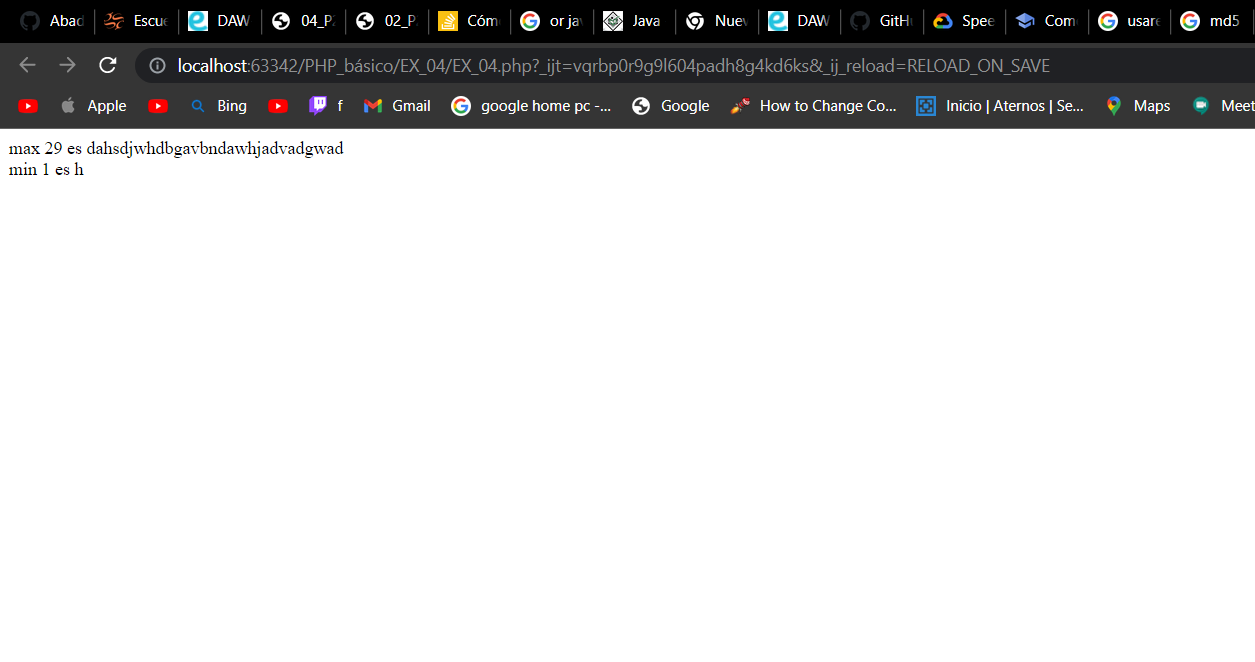 Abad Escue DAW 04_P. 02_P. Cóm or jav Java Nuev DAW GitHu Spee Com usare md5
localhost:63342/PHP_básico/EX_04/EX_04.php?_ijt=vqrbp0r9g9l604padh8g4kd6ks&_ij_reload=RELOAD_ON_SAVE
Apple Bing f Gmail google home pc -... Google How to Change Co... Inicio | Aternos | Se... Maps Meet
max 29 es dahsdjwhdbgavbndawhjadvadgwad
min 1 es h